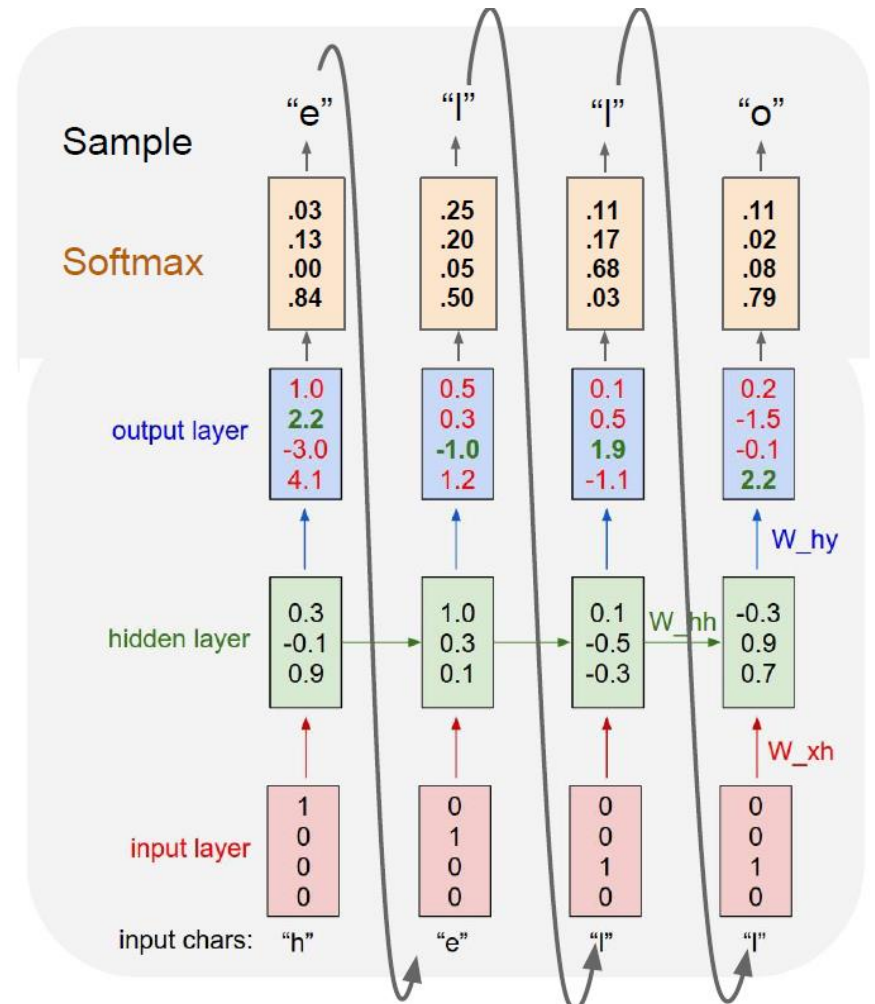 “e” “l” “l” “o”
Sample
Softmax
.03 .25 .11 .11
.13 .20 .17 .02
.00 .05 .68 .08
.84 .50 .03 .79
output layer
1.0 0.5 0.1 0.2
2.2 0.3 0.5 -1.5
-3.0 -1.0 1.9 -0.1
4.1 1.2 -1.1 2.2
W_hy
hidden layer
0.3 1.0 0.1 -0.3
-0.1 0.3 -0.5 0.9
0.9 0.1 -0.3 0.7
W_hh
W_xh
input layer
1 0 0 0
0 1 0 0
0 0 1 1
0 0 0 0
input chars: “h” “e” “l” “l”